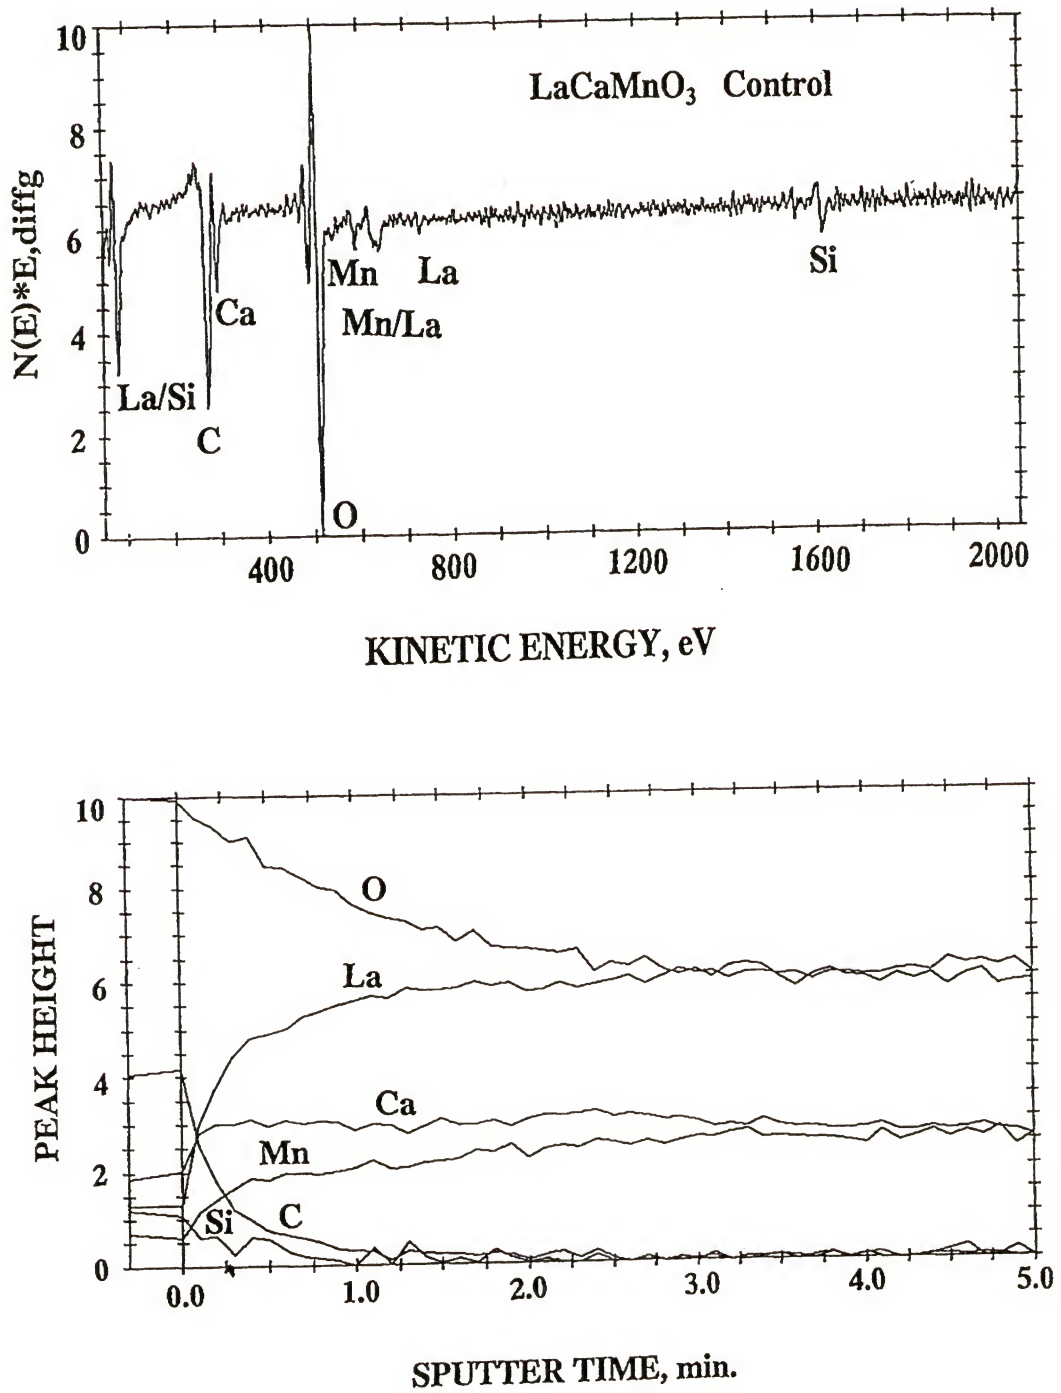 LaCaMnO₃ Control
N(E)*E,diffg
10
8
6
4
2
0
La/Si
C
Ca
O
Mn La
Mn/La
Si
400 800 1200 1600 2000
KINETIC ENERGY, eV
PEAK HEIGHT
10
8
6
4
2
0
O
La
Ca
Mn
Si
C
0.0 1.0 2.0 3.0 4.0 5.0
SPUTTER TIME, min.